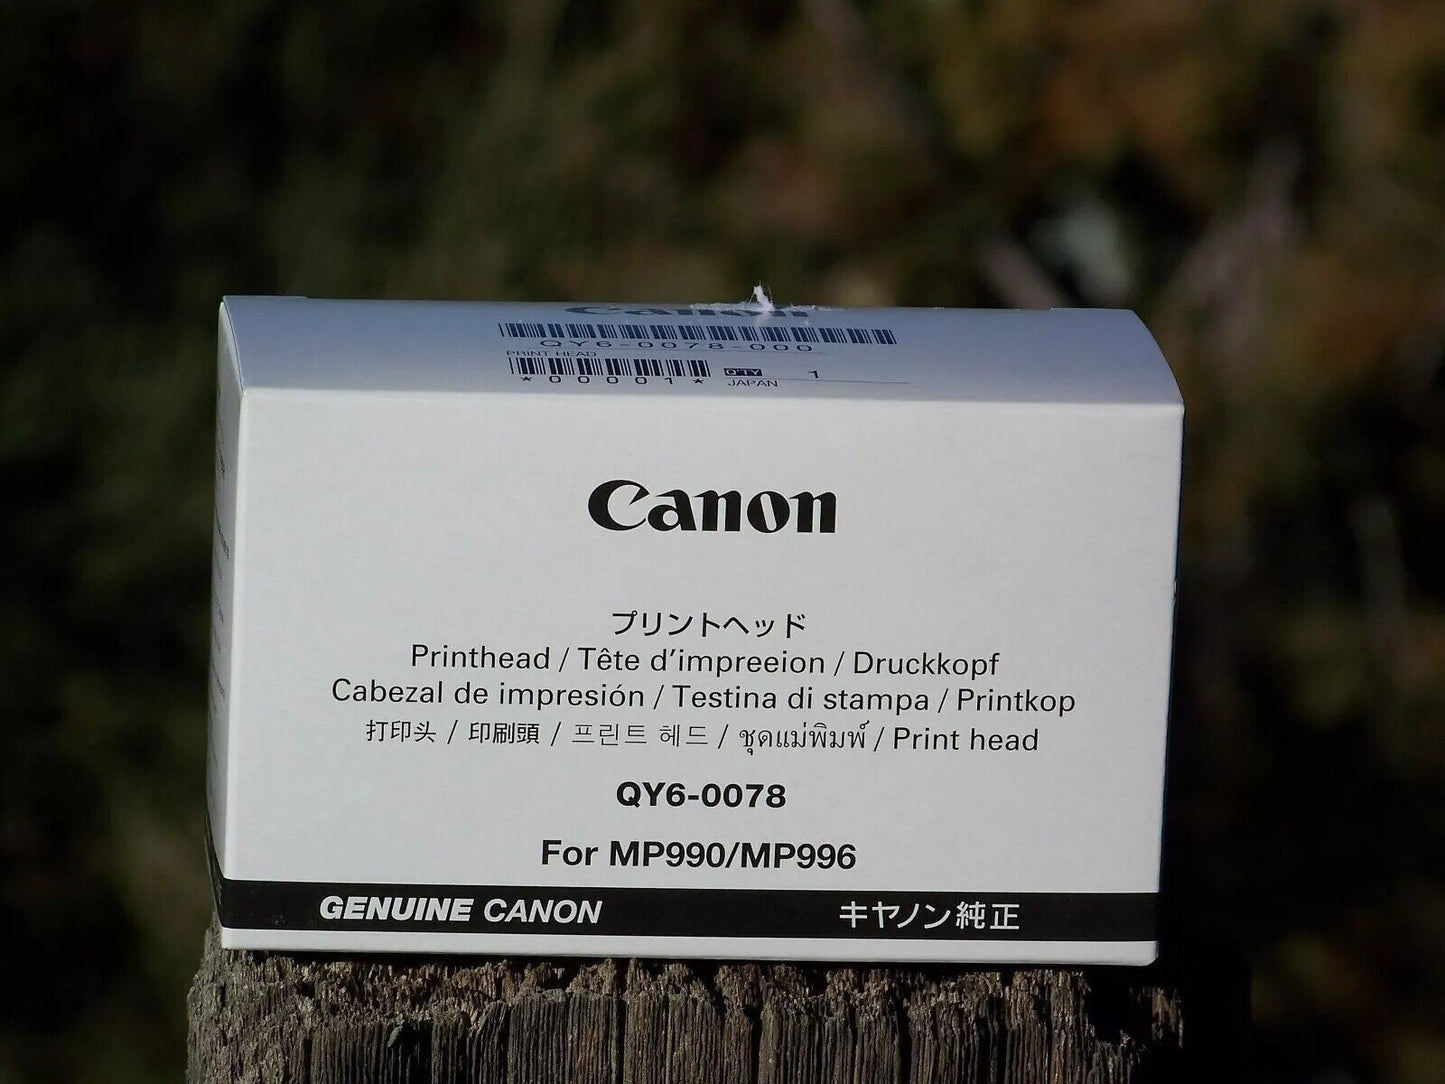 Canon
QY6-0078-000
PRINT HEAD
*00001* Q'TY 1
JAPAN
Canon
プリントヘッド
Printhead / Tête d'impreeion / Druckkopf
Cabezal de impresión / Testina di stampa / Printkop
打印头 / 印刷頭 / 프린트 헤드 / ชุดแม่พิมพ์ / Print head
QY6-0078
For MP990/MP996
GENUINE CANON キヤノン純正